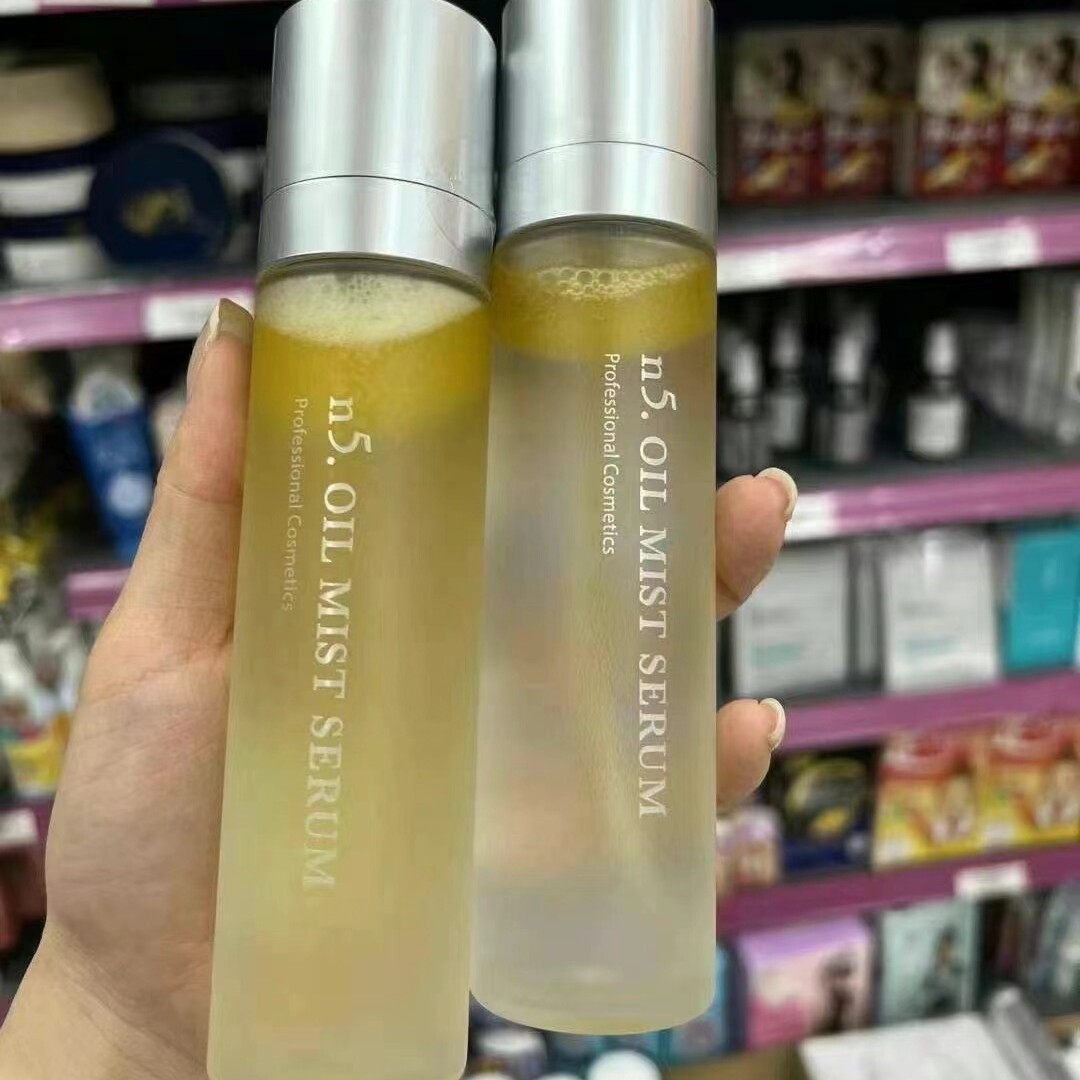 n5. OIL MIST SERUM
Professional Cosmetics
n5. OIL MIST SERUM
Professional Cosmetics